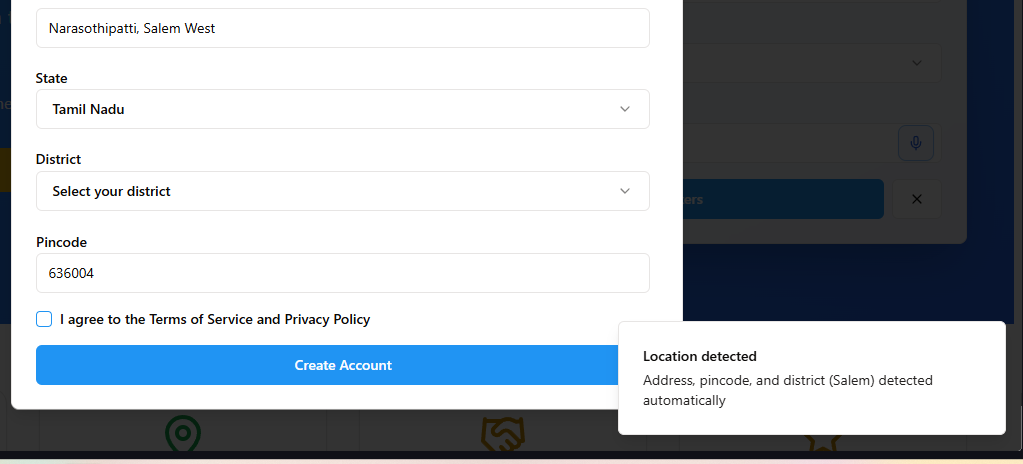 Narasothipatti, Salem West
State
Tamil Nadu
District
Select your district
Pincode
636004
I agree to the Terms of Service and Privacy Policy
Create Account
Location detected
Address, pincode, and district (Salem) detected
automatically